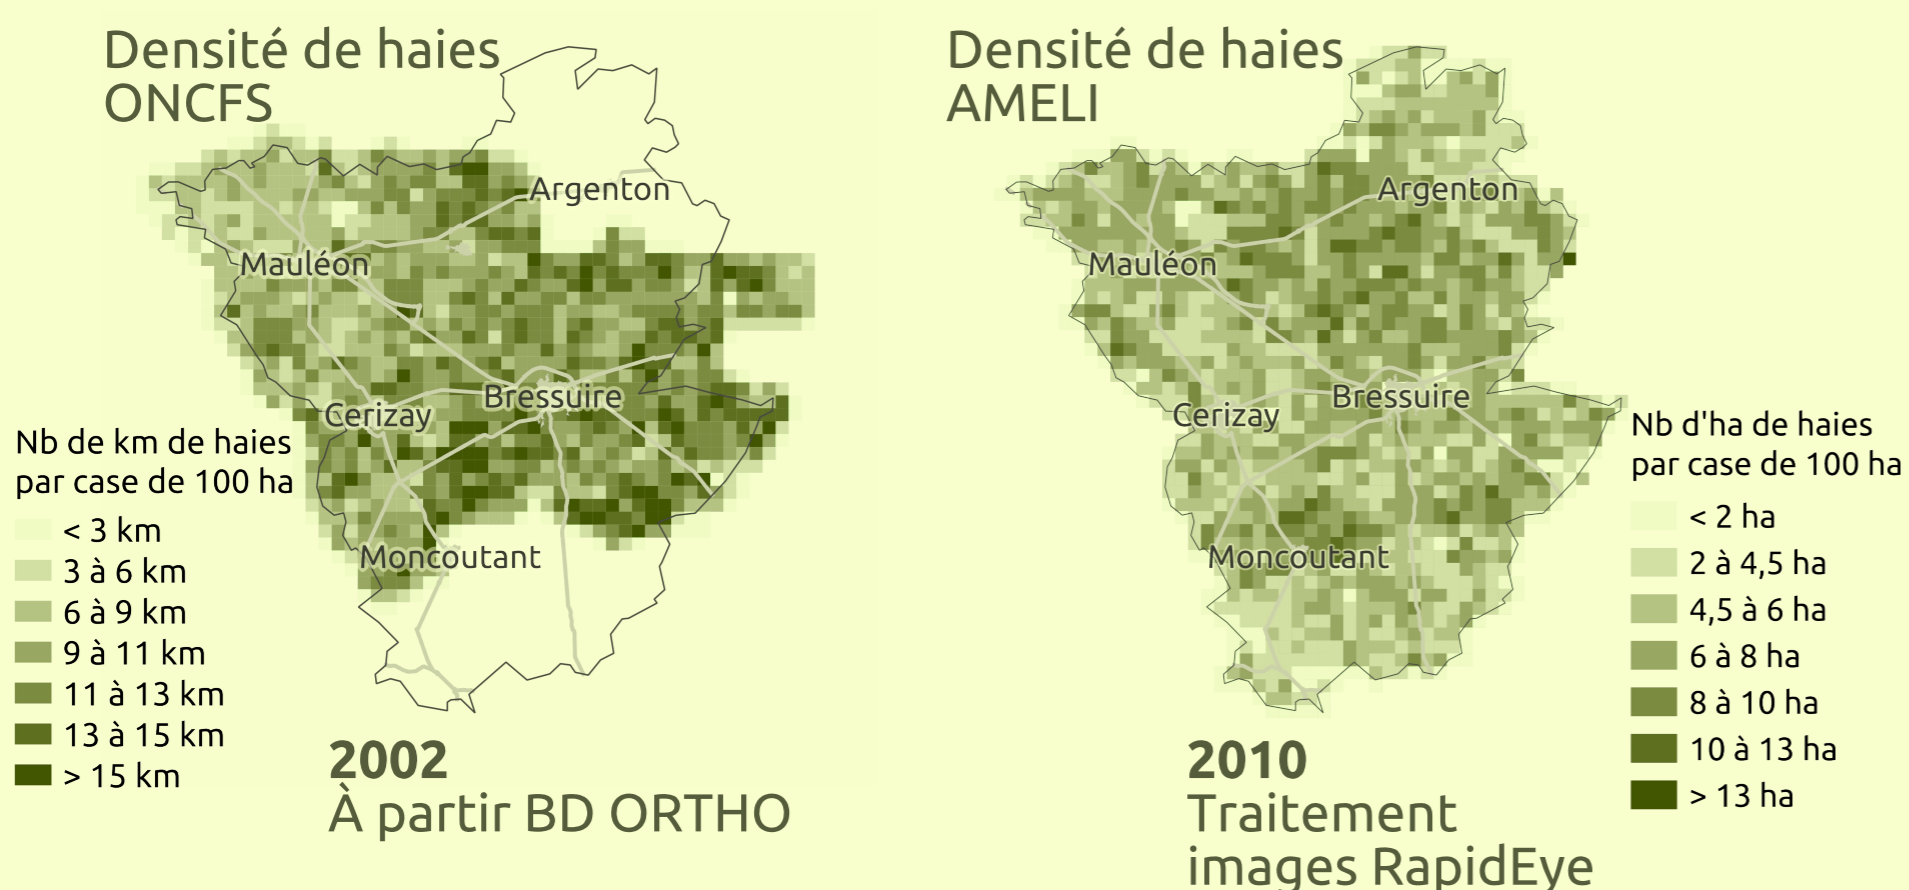 Densité de haies
ONCFS
Argenton
Mauléon
Bressuire
Cerizay
Moncoutant
Nb de km de haies
par case de 100 ha
< 3 km
3 à 6 km
6 à 9 km
9 à 11 km
11 à 13 km
13 à 15 km
> 15 km
2002
À partir BD ORTHO
Densité de haies
AMELI
Argenton
Mauléon
Bressuire
Cerizay
Moncoutant
Nb d'ha de haies
par case de 100 ha
< 2 ha
2 à 4,5 ha
4,5 à 6 ha
6 à 8 ha
8 à 10 ha
10 à 13 ha
> 13 ha
2010
Traitement
images RapidEye